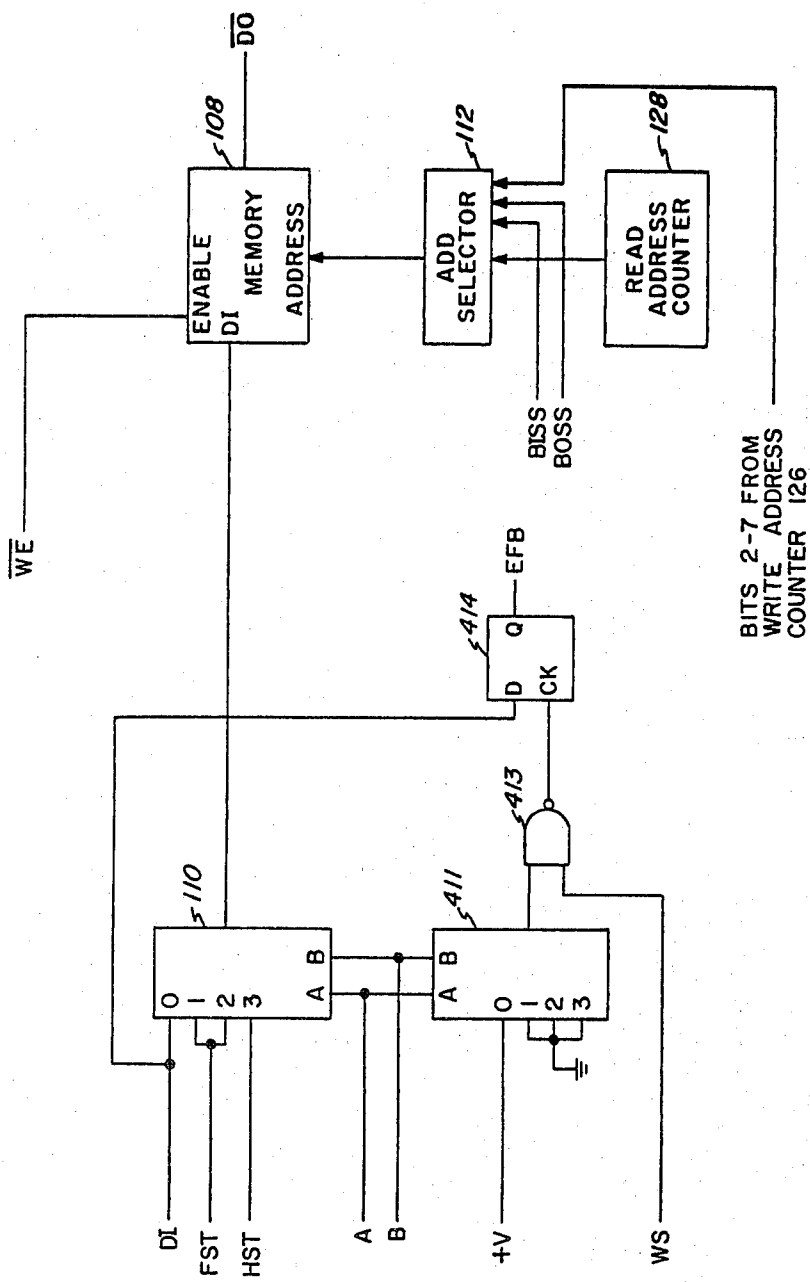 W̅E̅
108
D̅O̅
ENABLE
DI
MEMORY
ADDRESS
112
ADD
SELECTOR
BISS
BOSS
128
READ
ADDRESS
COUNTER
BITS 2-7 FROM
WRITE ADDRESS
COUNTER 126
414
D
Q
CK
EFB
413
110
0
1
2
3
A
B
411
A
B
0
1
2
3
DI
FST
HST
A
B
+V
WS